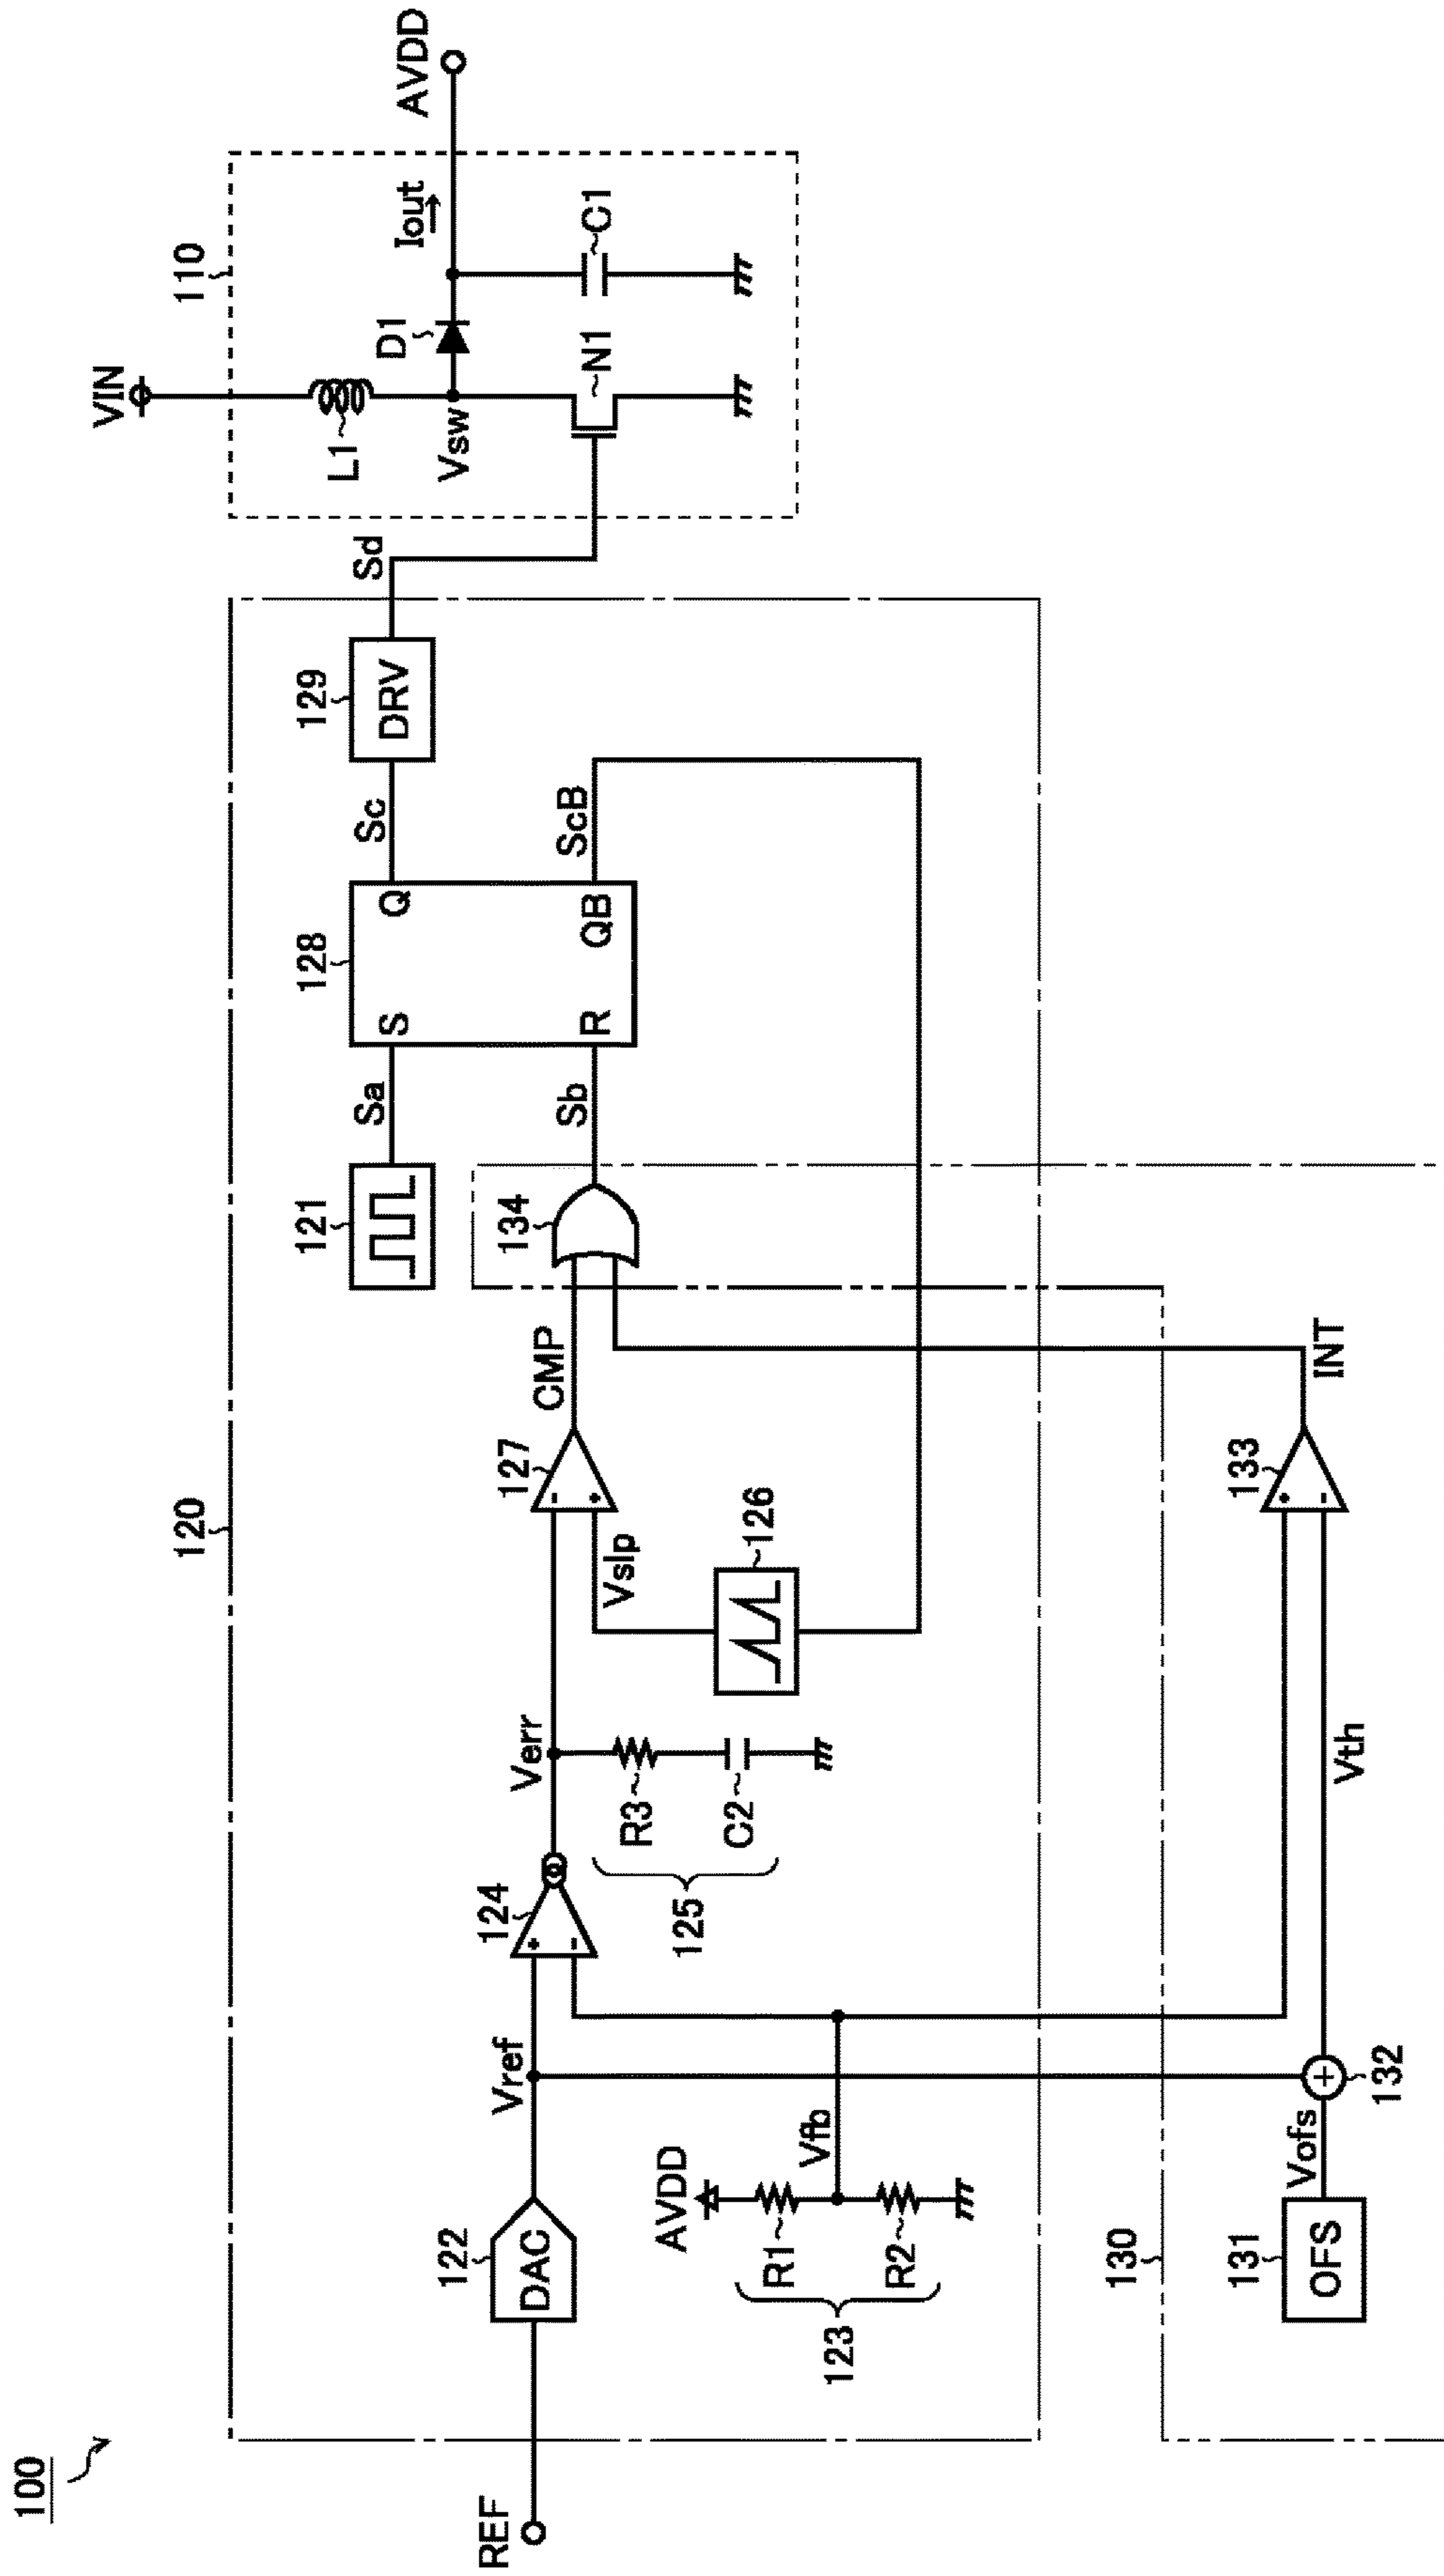 100
120
REF
122
DAC
Vref
124
+
-
Verr
127
-
+
CMP
134
121
Sa
Sb
128
S
R
Q
QB
Sc
ScB
129
DRV
Sd
110
VIN
L1
Vsw
D1
N1
Iout
C1
AVDD
AVDD
R1
R2
123
Vfb
R3
C2
125
Vslp
126
130
131
OFS
Vofs
+
132
Vth
133
+
-
INT